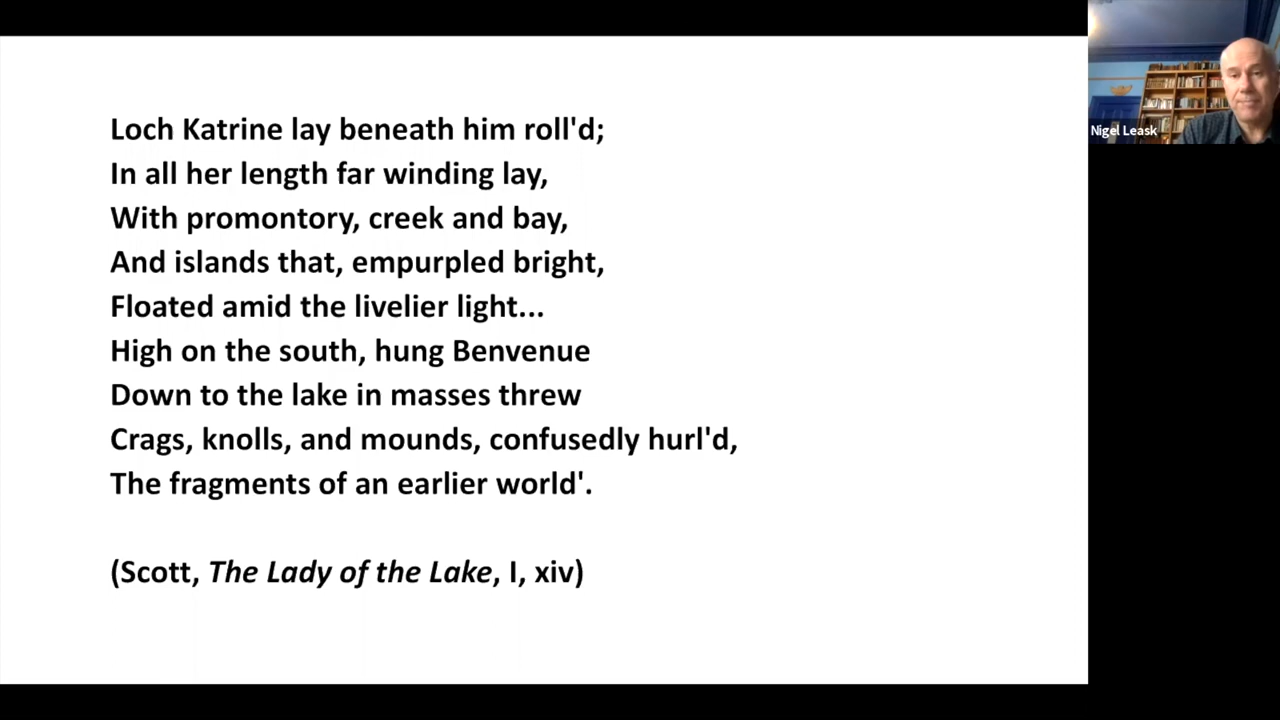 Loch Katrine lay beneath him roll'd;
In all her length far winding lay,
With promontory, creek and bay,
And islands that, empurpled bright,
Floated amid the livelier light...
High on the south, hung Benvenue
Down to the lake in masses threw
Crags, knolls, and mounds, confusedly hurl'd,
The fragments of an earlier world'.
(Scott, The Lady of the Lake, I, xiv)
Nigel Leask